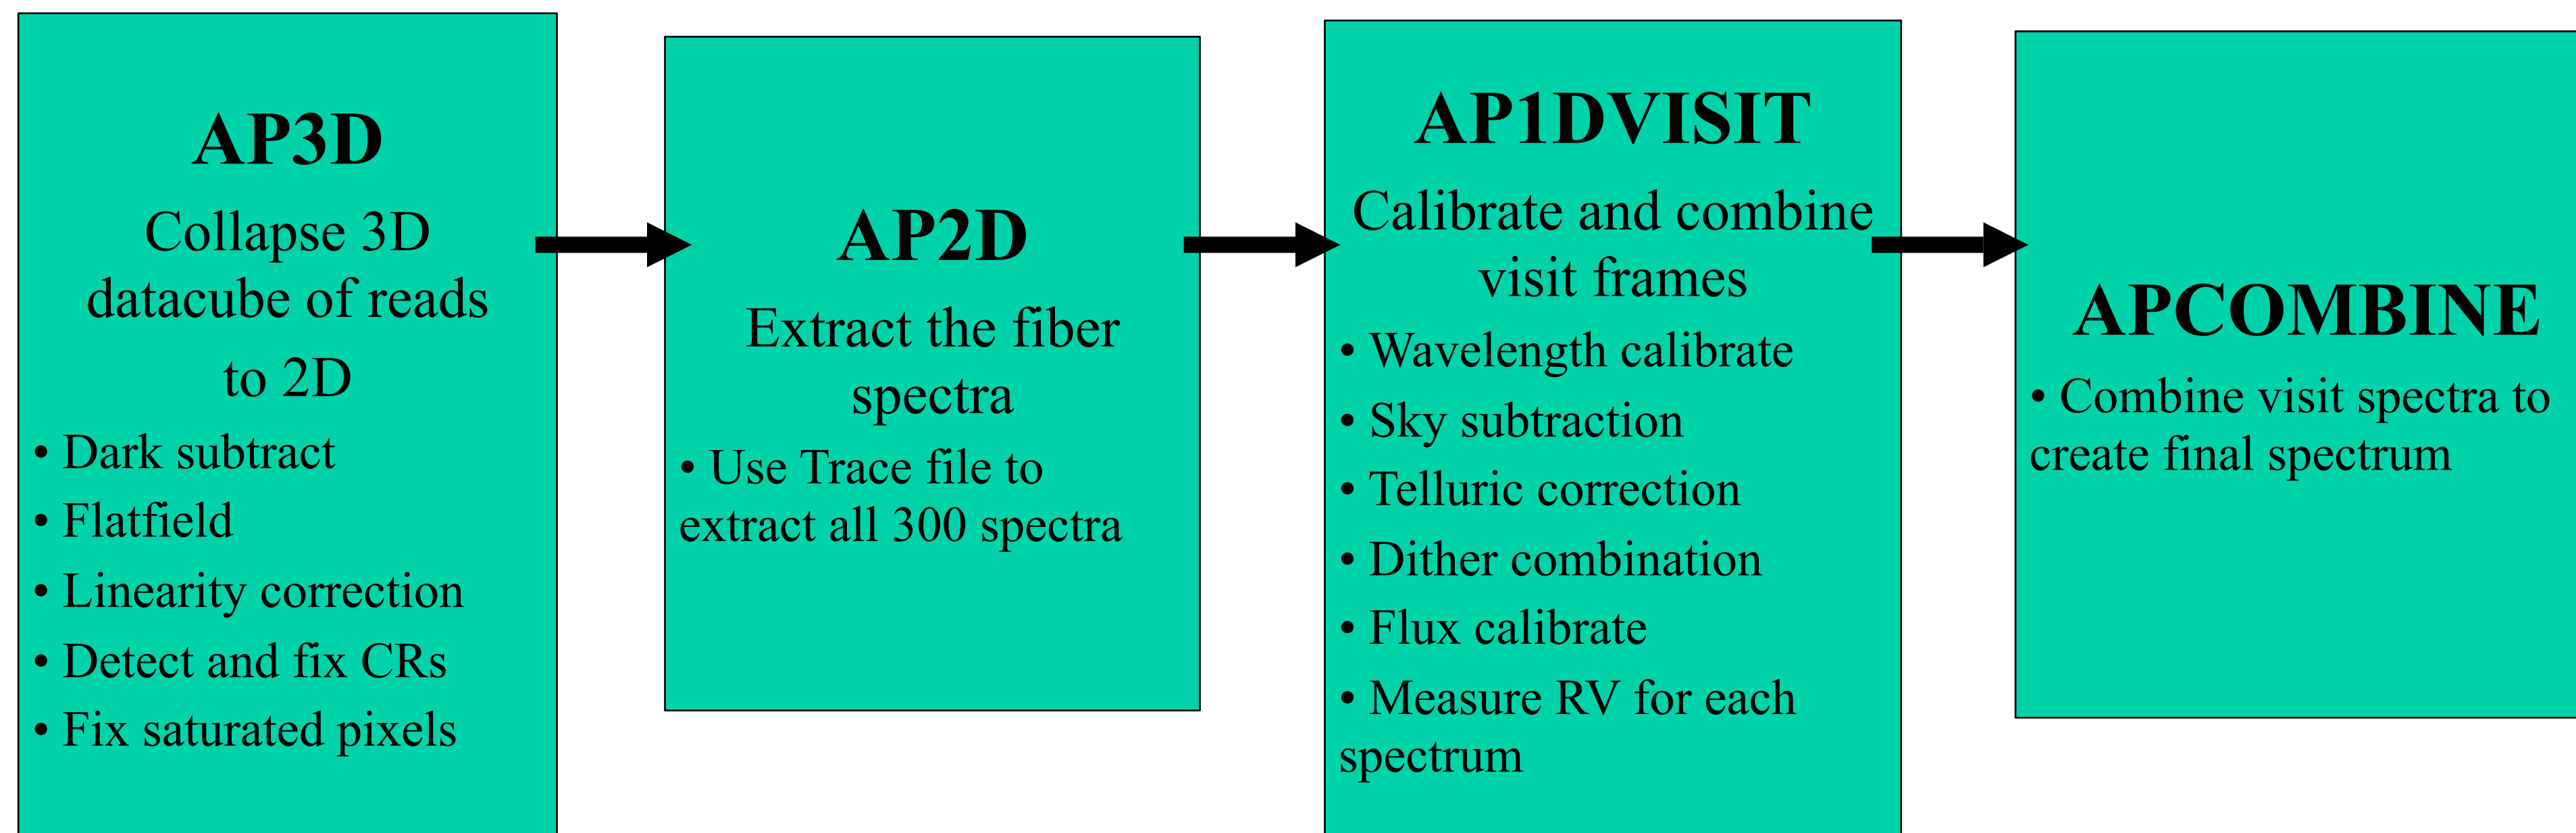 AP3D
Collapse 3D
datacube of reads
to 2D
• Dark subtract
• Flatfield
• Linearity correction
• Detect and fix CRs
• Fix saturated pixels
AP2D
Extract the fiber
spectra
• Use Trace file to
extract all 300 spectra
AP1DVISIT
Calibrate and combine
visit frames
• Wavelength calibrate
• Sky subtraction
• Telluric correction
• Dither combination
• Flux calibrate
• Measure RV for each
spectrum
APCOMBINE
• Combine visit spectra to
create final spectrum